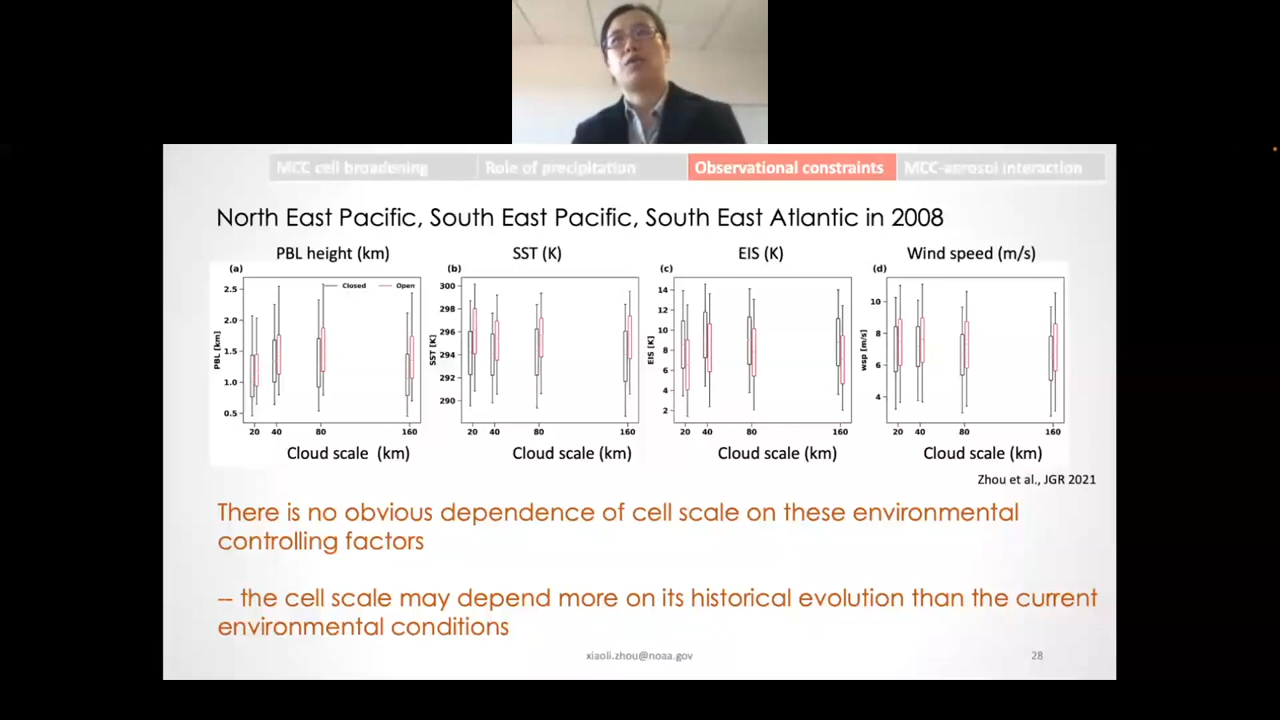 MCC cell broadening
Role of precipitation
Observational constraints
MCC-aerosol interaction
North East Pacific, South East Pacific, South East Atlantic in 2008
PBL height (km)
SST (K)
EIS (K)
Wind speed (m/s)
(a)
(b)
(c)
(d)
Closed
Open
PBL [km]
2.5
2.0
1.5
1.0
0.5
20 40 80 160
SST [K]
300
298
296
294
292
290
20 40 80 160
EIS [K]
14
12
10
8
6
4
2
20 40 80 160
wsp [m/s]
10
8
6
4
20 40 80 160
Cloud scale (km)
Cloud scale (km)
Cloud scale (km)
Cloud scale (km)
Zhou et al., JGR 2021
There is no obvious dependence of cell scale on these environmental
controlling factors
-- the cell scale may depend more on its historical evolution than the current
environmental conditions
xiaoli.zhou@noaa.gov
28